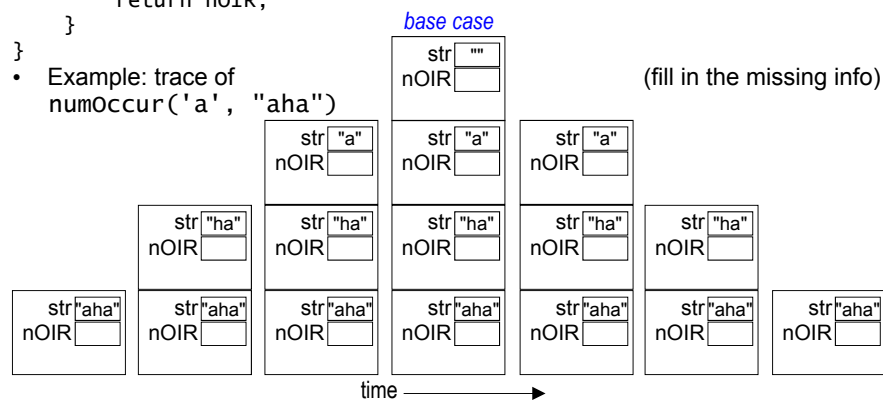 return nOIR;
}
}
base case
• Example: trace of (fill in the missing info)
numOccur('a', "aha")
str ""
nOIR
str "a" str "a" str "a"
nOIR nOIR nOIR
str "ha" str "ha" str "ha" str "ha" str "ha"
nOIR nOIR nOIR nOIR nOIR
str "aha" str "aha" str "aha" str "aha" str "aha" str "aha" str "aha"
nOIR nOIR nOIR nOIR nOIR nOIR nOIR
time